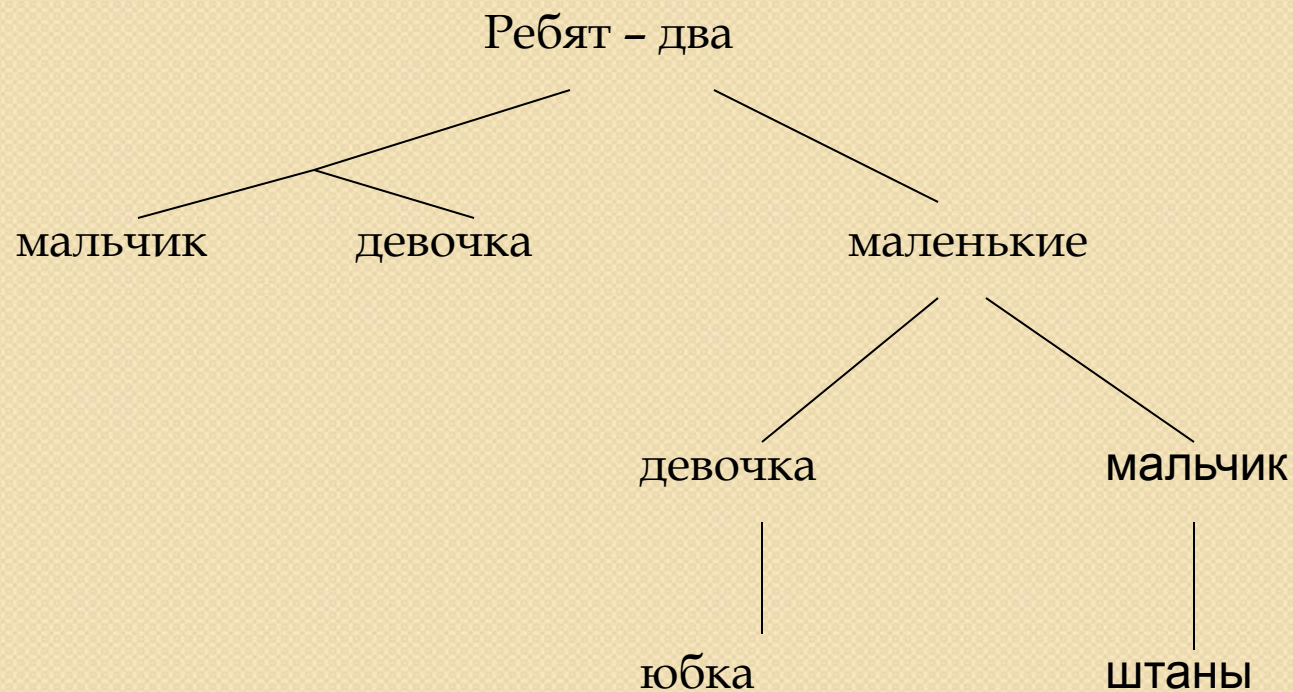 Ребят – два
мальчик девочка маленькие
девочка мальчик
юбка штаны